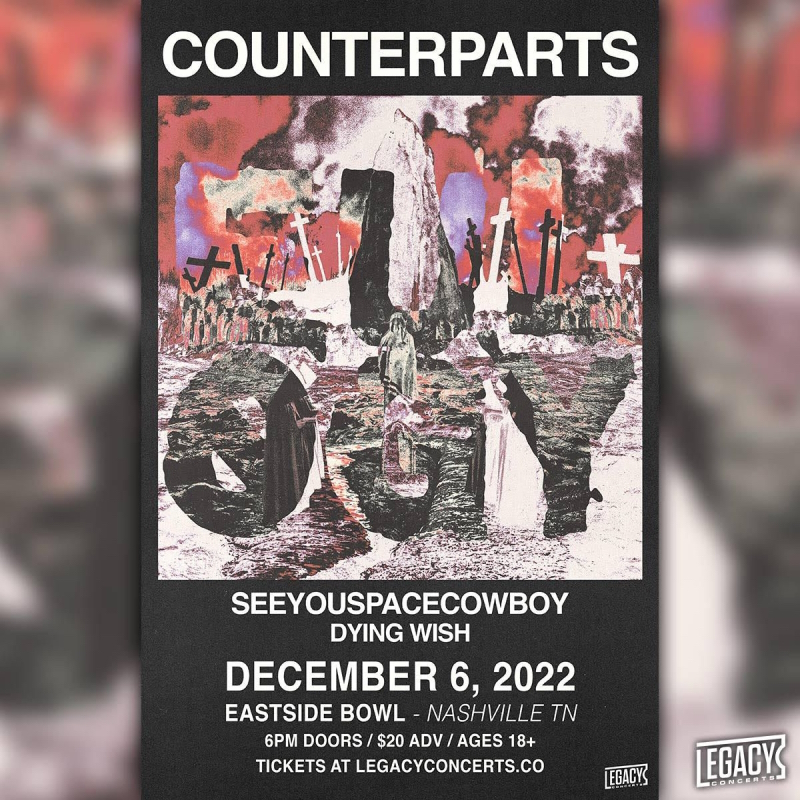 COUNTERPARTS
SEEYOUSPACECOWBOY
DYING WISH
DECEMBER 6, 2022
EASTSIDE BOWL - NASHVILLE TN
6PM DOORS / $20 ADV / AGES 18+
TICKETS AT LEGACYCONCERTS.CO
LEGACY
CONCERTS
LEGACY
CONCERTS